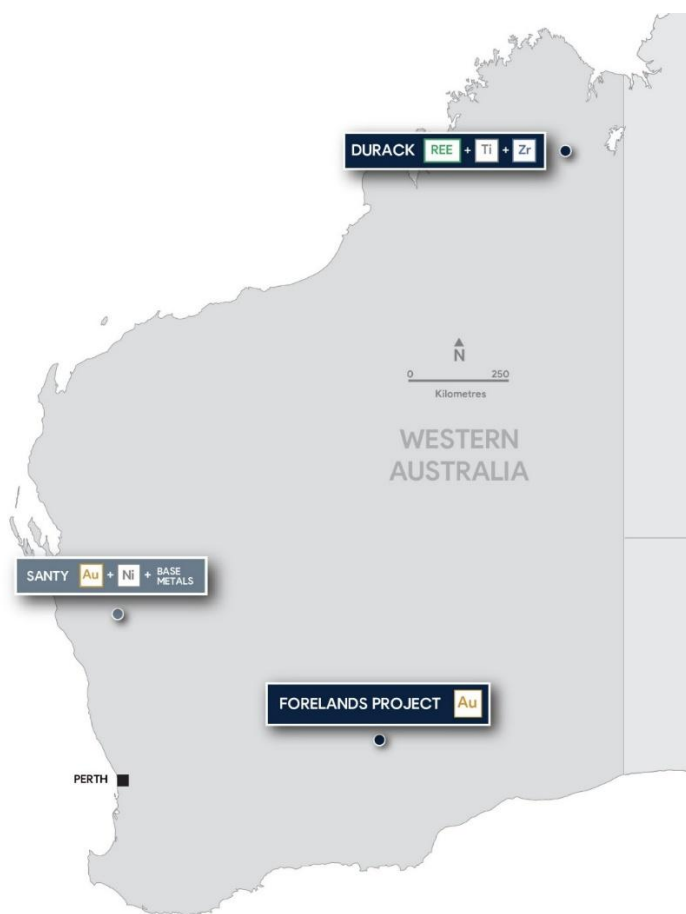 DURACK REE + Ti + Zr
N
0 250
Kilometres
WESTERN
AUSTRALIA
SANTY Au + Ni + BASE
METALS
FORELANDS PROJECT Au
PERTH